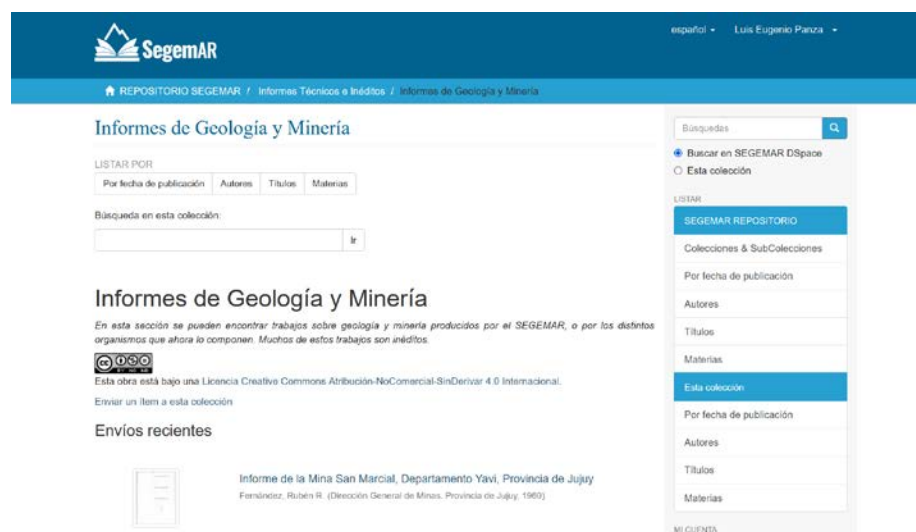 SegemAR
español
Luis Eugenio Panza
REPOSITORIO SEGEMAR / Informes Técnicos e Inéditos / Informes de Geología y Minería
Informes de Geología y Minería
LISTAR POR
Por fecha de publicación Autores Títulos Materias
Búsqueda en esta colección:
Ir
Informes de Geología y Minería
En esta sección se pueden encontrar trabajos sobre geología y minería producidos por el SEGEMAR, o por los distintos
organismos que ahora lo componen. Muchos de estos trabajos son inéditos.
cc
BY NC ND
Esta obra está bajo una Licencia Creative Commons Atribución-NoComercial-SinDerivar 4.0 Internacional.
Enviar un ítem a esta colección
Envíos recientes
Informe de la Mina San Marcial, Departamento Yavi, Provincia de Jujuy
Fernández, Rubén R. (Dirección General de Minas. Provincia de Jujuy, 1960)
Búsquedas
Buscar en SEGEMAR DSpace
Esta colección
LISTAR
SEGEMAR REPOSITORIO
Colecciones & SubColecciones
Por fecha de publicación
Autores
Títulos
Materias
Esta colección
Por fecha de publicación
Autores
Títulos
Materias
MI CUENTA